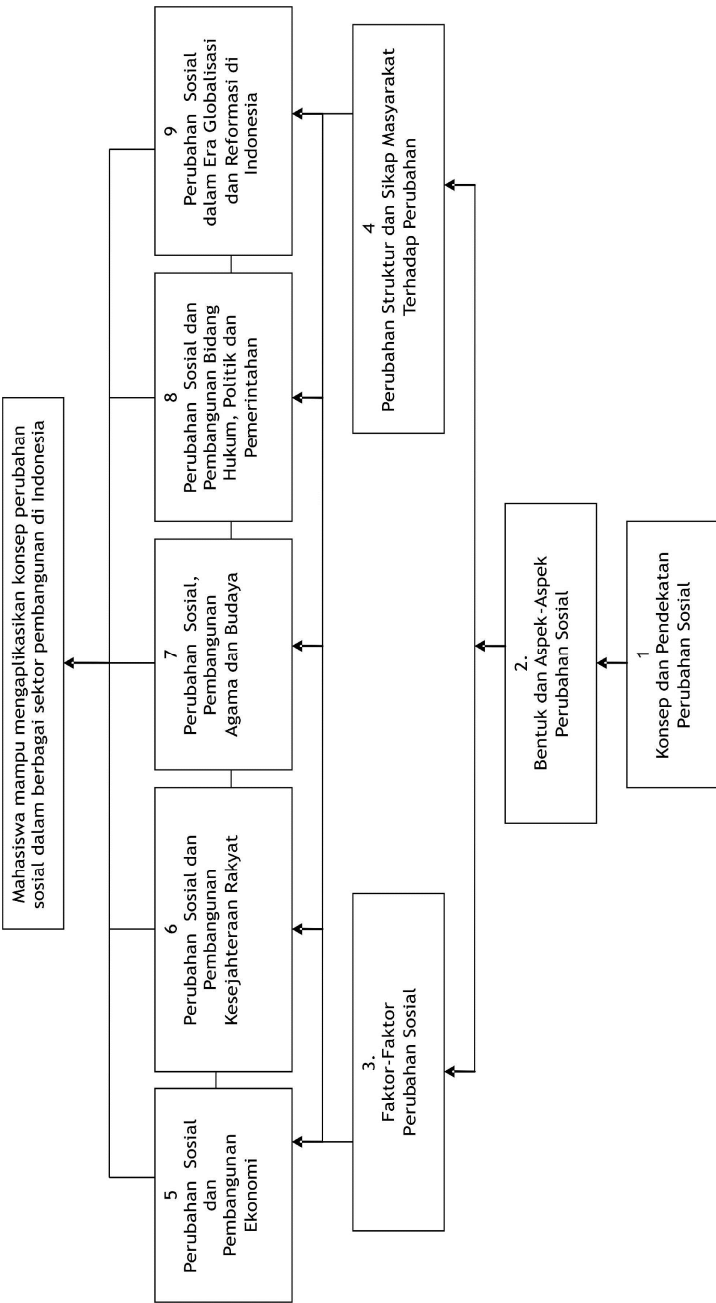 Mahasiswa mampu mengaplikasikan konsep perubahan
sosial dalam berbagai sektor pembangunan di Indonesia
5
Perubahan Sosial
dan
Pembangunan
Ekonomi
6
Perubahan Sosial dan
Pembangunan
Kesejahteraan Rakyat
7
Perubahan Sosial,
Pembangunan
Agama dan Budaya
8
Perubahan Sosial dan
Pembangunan Bidang
Hukum, Politik dan
Pemerintahan
9
Perubahan Sosial
dalam Era Globalisasi
dan Reformasi di
Indonesia
3.
Faktor-Faktor
Perubahan Sosial
4
Perubahan Struktur dan Sikap Masyarakat
Terhadap Perubahan
2.
Bentuk dan Aspek-Aspek
Perubahan Sosial
1
Konsep dan Pendekatan
Perubahan Sosial